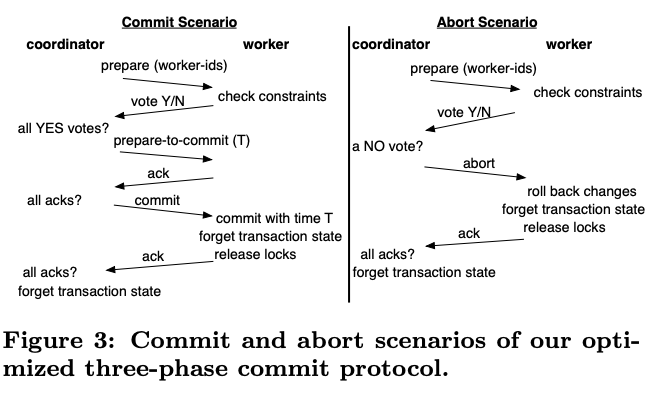 Commit Scenario
coordinator worker
prepare (worker-ids)
check constraints
vote Y/N
all YES votes?
prepare-to-commit (T)
ack
all acks?
commit
commit with time T
forget transaction state
release locks
ack
all acks?
forget transaction state
Abort Scenario
coordinator worker
prepare (worker-ids)
check constraints
vote Y/N
a NO vote?
abort
roll back changes
forget transaction state
release locks
ack
all acks?
forget transaction state
Figure 3: Commit and abort scenarios of our opti-
mized three-phase commit protocol.